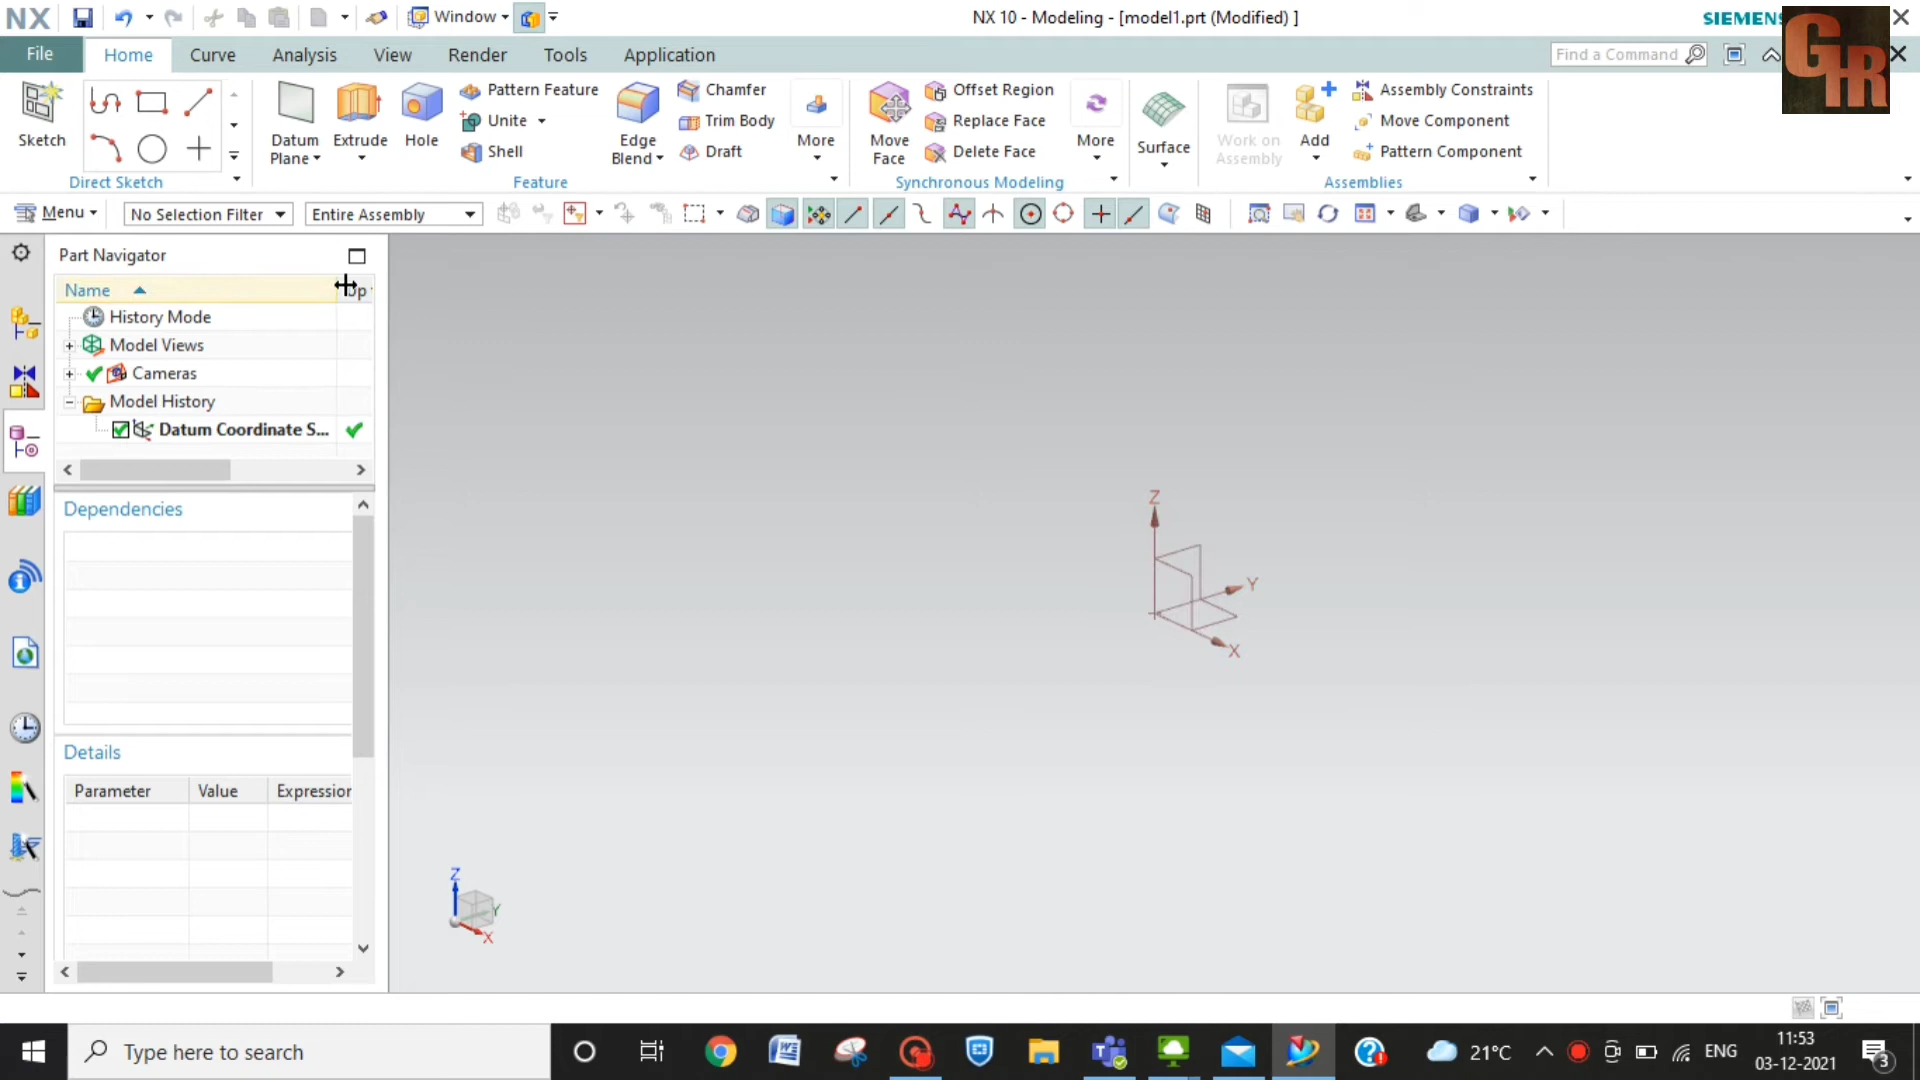 NX
Window
NX 10 - Modeling - [model1.prt (Modified) ]
SIEMENS
GHR
File
Home
Curve
Analysis
View
Render
Tools
Application
Find a Command
Sketch
Direct Sketch
Datum Plane
Extrude
Hole
Pattern Feature
Unite
Shell
Edge Blend
Chamfer
Trim Body
Draft
More
Feature
Move Face
Offset Region
Replace Face
Delete Face
More
Synchronous Modeling
Surface
Work on Assembly
Add
Assembly Constraints
Move Component
Pattern Component
Assemblies
Menu
No Selection Filter
Entire Assembly
Part Navigator
Name
History Mode
Model Views
Cameras
Model History
Datum Coordinate S...
Dependencies
Details
Parameter Value Expression
Z
Y
X
Z
Y
X
Type here to search
21°C
ENG
11:53
03-12-2021
3